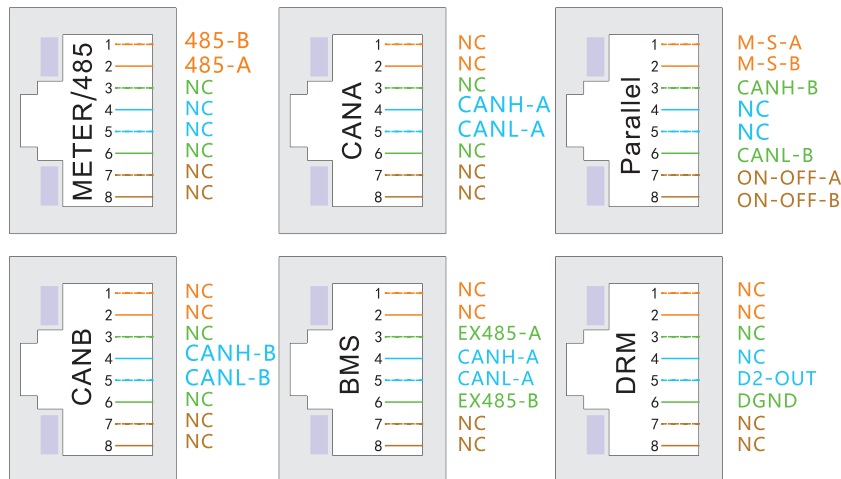 METER/485
1 485-B
2 485-A
3 NC
4 NC
5 NC
6 NC
7 NC
8 NC
CANA
1 NC
2 NC
3 NC
4 CANH-A
5 CANL-A
6 NC
7 NC
8 NC
Parallel
1 M-S-A
2 M-S-B
3 CANH-B
4 NC
5 NC
6 CANL-B
7 ON-OFF-A
8 ON-OFF-B
CANB
1 NC
2 NC
3 NC
4 CANH-B
5 CANL-B
6 NC
7 NC
8 NC
BMS
1 NC
2 NC
3 EX485-A
4 CANH-A
5 CANL-A
6 EX485-B
7 NC
8 NC
DRM
1 NC
2 NC
3 NC
4 NC
5 D2-OUT
6 DGND
7 NC
8 NC